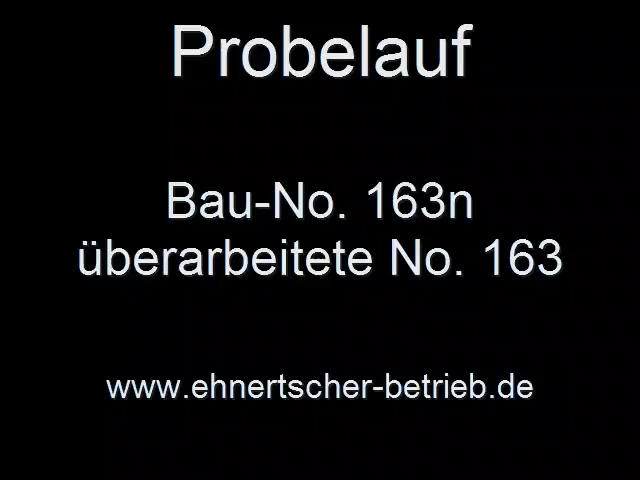 Probelauf
Bau-No. 163n
überarbeitete No. 163
www.ehnertscher-betrieb.de